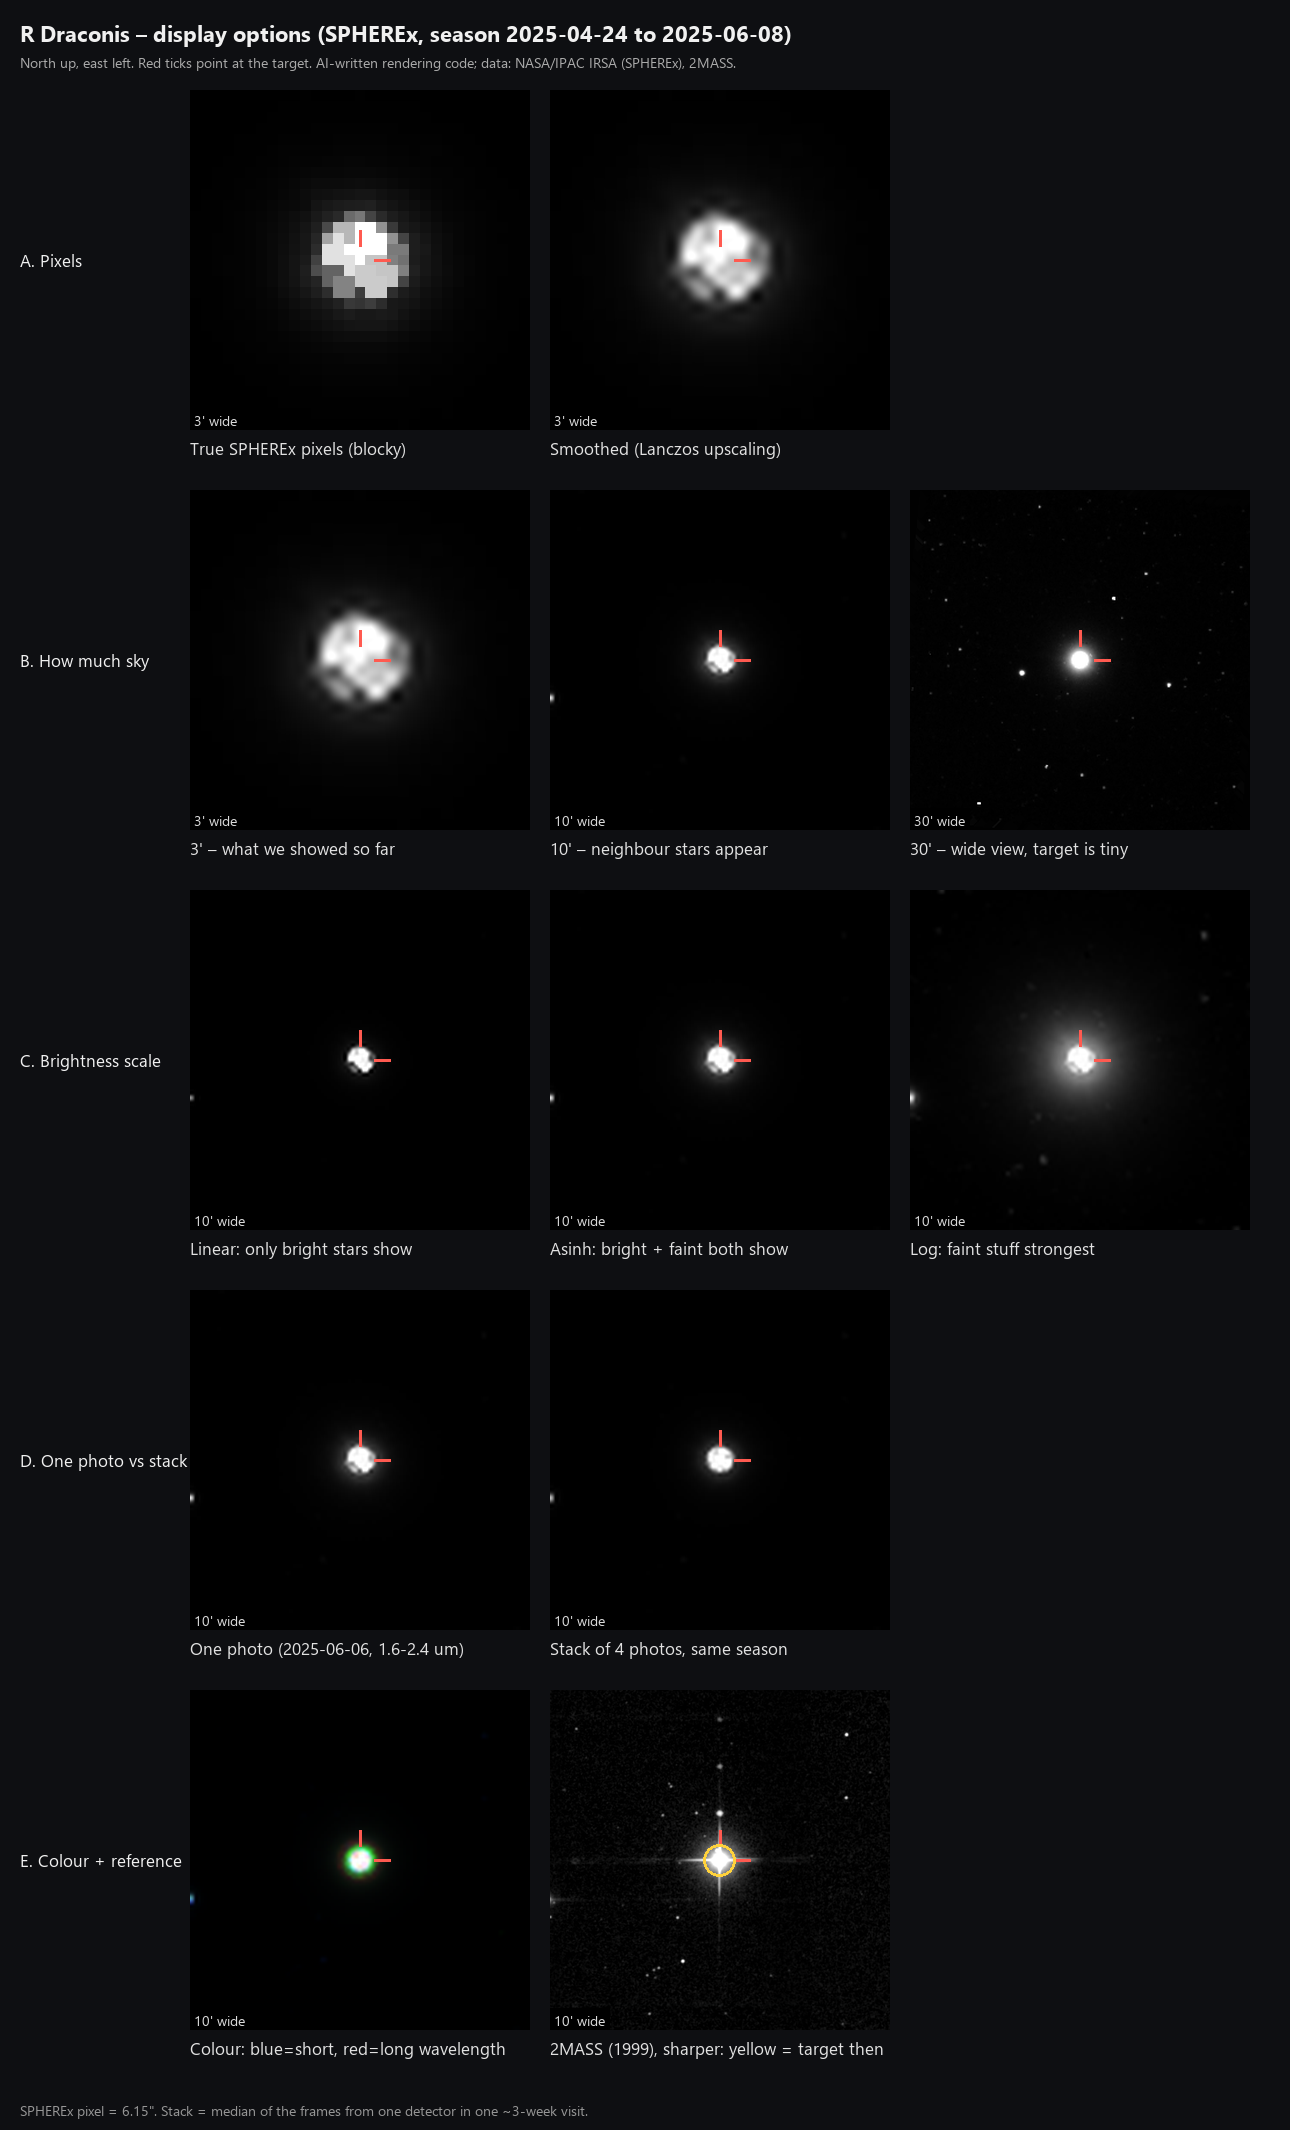 R Draconis – display options (SPHEREx, season 2025-04-24 to 2025-06-08)
North up, east left. Red ticks point at the target. AI-written rendering code; data: NASA/IPAC IRSA (SPHEREx), 2MASS.
A. Pixels
3' wide
3' wide
True SPHEREx pixels (blocky)
Smoothed (Lanczos upscaling)
B. How much sky
3' wide
10' wide
30' wide
3' – what we showed so far
10' – neighbour stars appear
30' – wide view, target is tiny
C. Brightness scale
10' wide
10' wide
10' wide
Linear: only bright stars show
Asinh: bright + faint both show
Log: faint stuff strongest
D. One photo vs stack
10' wide
10' wide
One photo (2025-06-06, 1.6-2.4 um)
Stack of 4 photos, same season
E. Colour + reference
10' wide
10' wide
Colour: blue=short, red=long wavelength
2MASS (1999), sharper: yellow = target then
SPHEREx pixel = 6.15". Stack = median of the frames from one detector in one ~3-week visit.